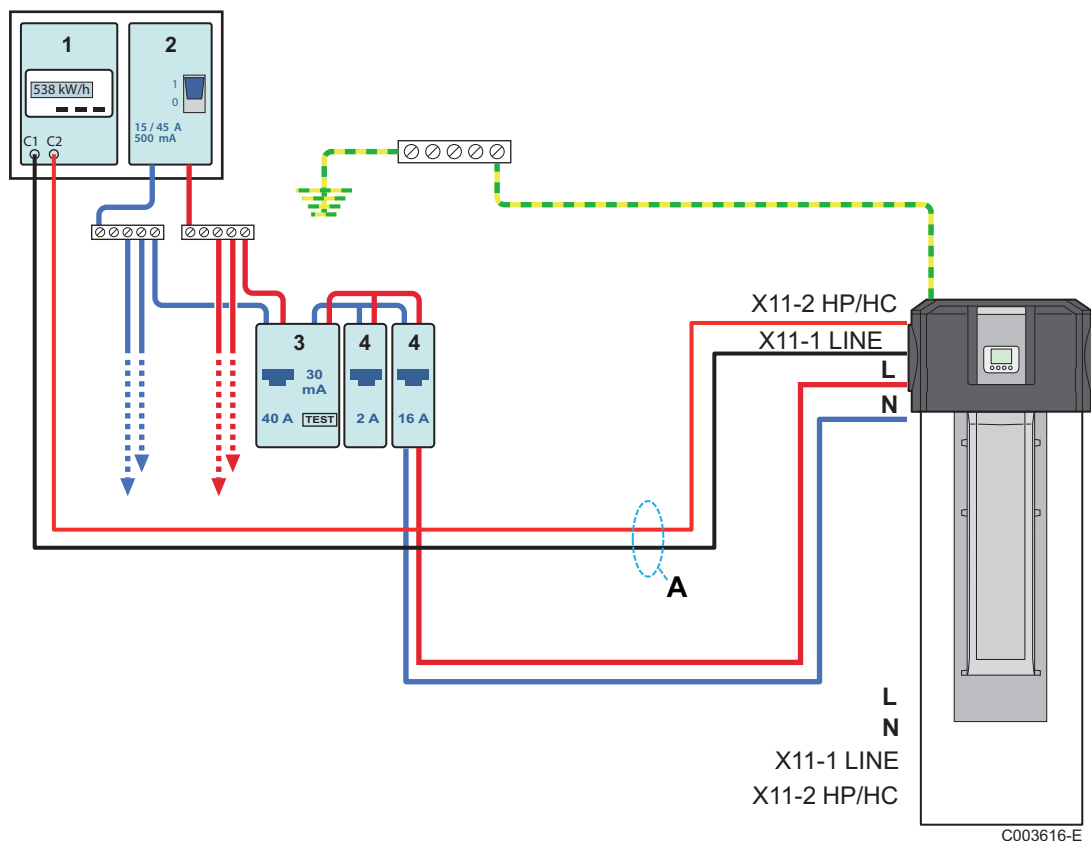 1
2
538 kW/h
1
0
15 / 45 A
500 mA
C1 C2
X11-2 HP/HC
X11-1 LINE
L
N
3
4
4
30
mA
40 A
TEST
2 A
16 A
A
L
N
X11-1 LINE
X11-2 HP/HC
C003616-E